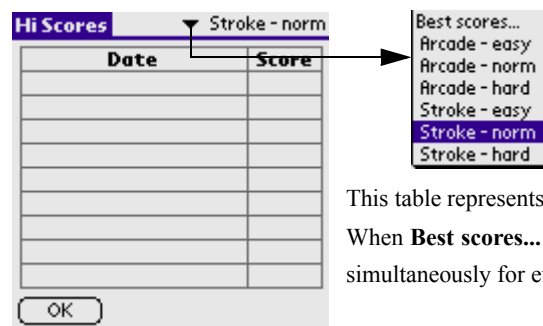 Hi Scores
Stroke - norm
Date Score
OK
Best scores...
Arcade - easy
Arcade - norm
Arcade - hard
Stroke - easy
Stroke - norm
Stroke - hard
This table represents
When Best scores...
simultaneously for e